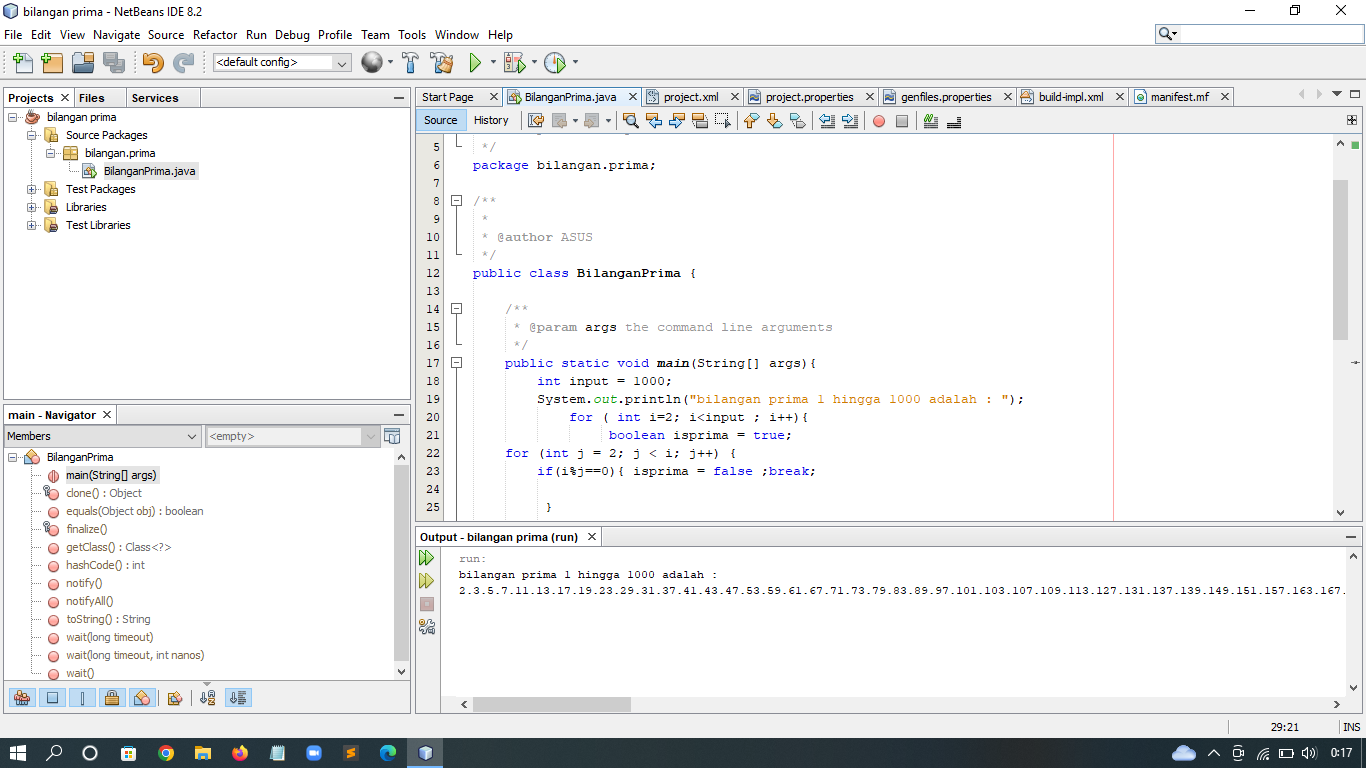 bilangan prima - NetBeans IDE 8.2
File Edit View Navigate Source Refactor Run Debug Profile Team Tools Window Help
<default config>
Projects Files Services
bilangan prima
Source Packages
bilangan.prima
BilanganPrima.java
Test Packages
Libraries
Test Libraries
main - Navigator
Members <empty>
BilanganPrima
main(String[] args)
clone() : Object
equals(Object obj) : boolean
finalize()
getClass() : Class<?>
hashCode() : int
notify()
notifyAll()
toString() : String
wait(long timeout)
wait(long timeout, int nanos)
wait()
Start Page BilanganPrima.java project.xml project.properties genfiles.properties build-impl.xml manifest.mf
Source History
5 */
6 package bilangan.prima;
7
8 /**
9 *
10 * @author ASUS
11 */
12 public class BilanganPrima {
13
14 /**
15 * @param args the command line arguments
16 */
17 public static void main(String[] args){
18 int input = 1000;
19 System.out.println("bilangan prima 1 hingga 1000 adalah : ");
20 for ( int i=2; i<input ; i++){
21 boolean isprima = true;
22 for (int j = 2; j < i; j++) {
23 if(i%j==0){ isprima = false ;break;
24
25 }
Output - bilangan prima (run)
run:
bilangan prima 1 hingga 1000 adalah :
2.3.5.7.11.13.17.19.23.29.31.37.41.43.47.53.59.61.67.71.73.79.83.89.97.101.103.107.109.113.127.131.137.139.149.151.157.163.167.
29:21 INS
0:17